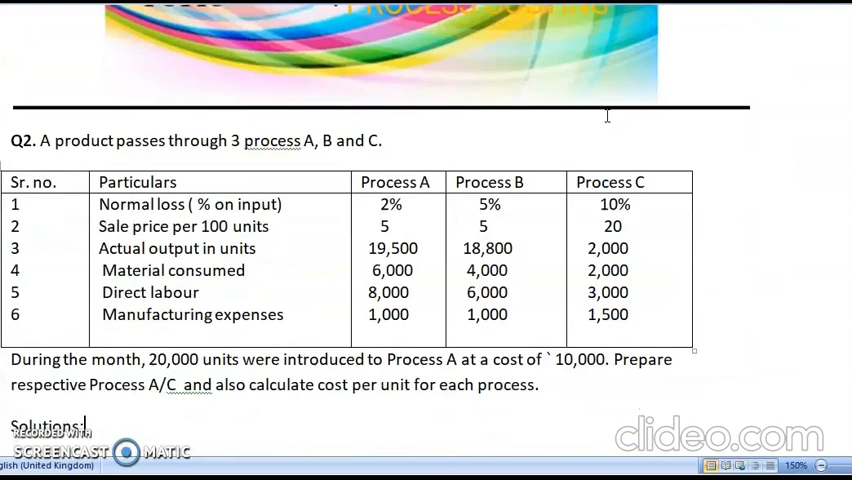 PROCESS COSTING
Q2. A product passes through 3 process A, B and C.
Sr. no. Particulars Process A Process B Process C
1 Normal loss ( % on input) 2% 5% 10%
2 Sale price per 100 units 5 5 20
3 Actual output in units 19,500 18,800 2,000
4 Material consumed 6,000 4,000 2,000
5 Direct labour 8,000 6,000 3,000
6 Manufacturing expenses 1,000 1,000 1,500
During the month, 20,000 units were introduced to Process A at a cost of ` 10,000. Prepare
respective Process A/C and also calculate cost per unit for each process.
Solutions:
RECORDED WITH
SCREENCAST MATIC
clideo.com
glish (United Kingdom)
150%